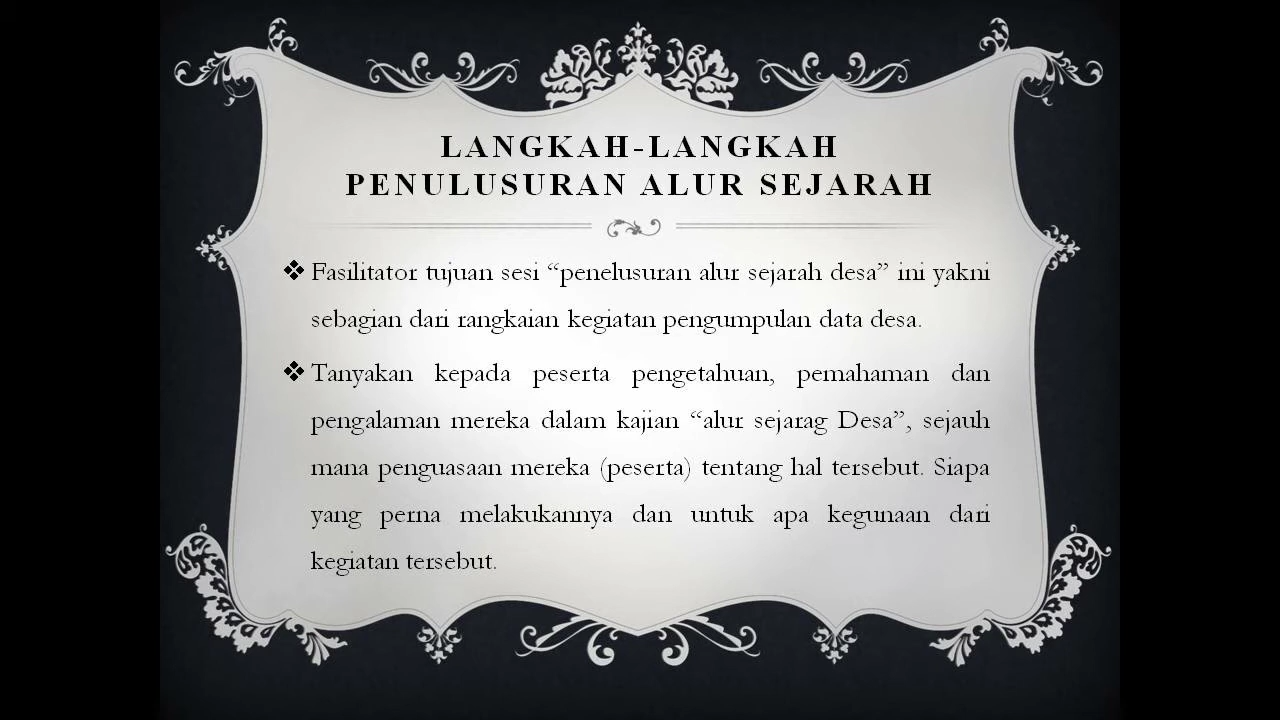 LANGKAH-LANGKAH
PENULUSURAN ALUR SEJARAH
❖ Fasilitator tujuan sesi “penelusuran alur sejarah desa” ini yakni
sebagian dari rangkaian kegiatan pengumpulan data desa.
❖ Tanyakan kepada peserta pengetahuan, pemahaman dan
pengalaman mereka dalam kajian “alur sejarag Desa”, sejauh
mana penguasaan mereka (peserta) tentang hal tersebut. Siapa
yang perna melakukannya dan untuk apa kegunaan dari
kegiatan tersebut.